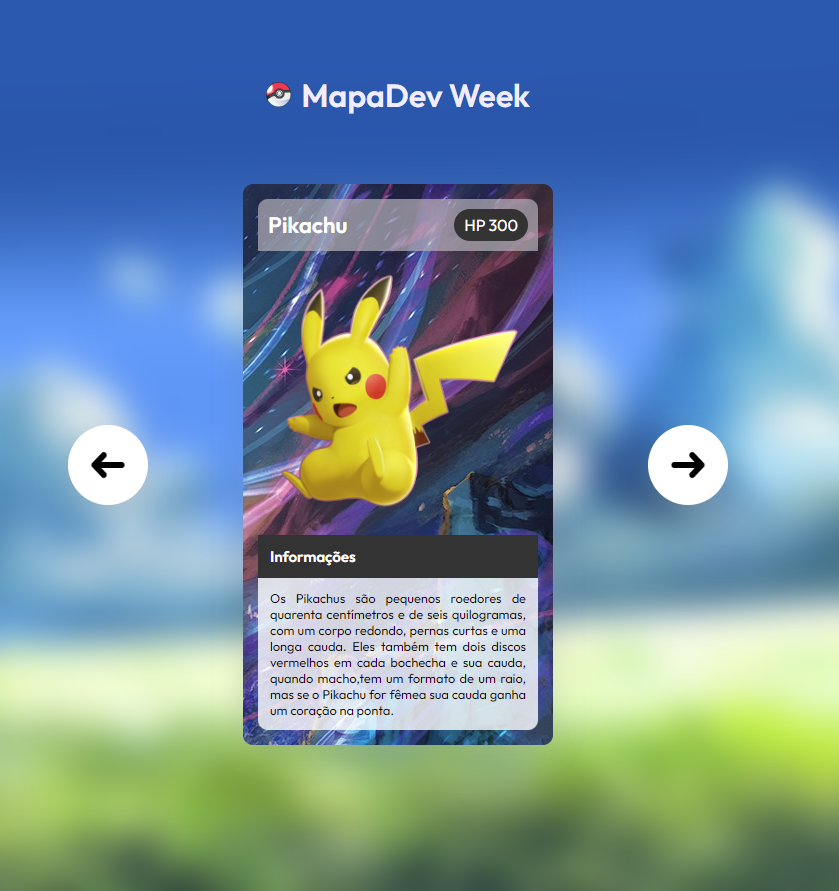 MapaDev Week
Pikachu
HP 300
Informações
Os Pikachus são pequenos roedores de
quarenta centímetros e de seis quilogramas,
com um corpo redondo, pernas curtas e uma
longa cauda. Eles também tem dois discos
vermelhos em cada bochecha e sua cauda,
quando macho,tem um formato de um raio,
mas se o Pikachu for fêmea sua cauda ganha
um coração na ponta.